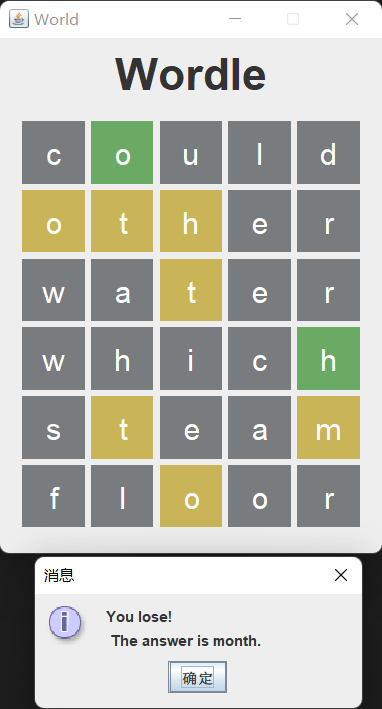 World
Wordle
c o u l d
o t h e r
w a t e r
w h i c h
s t e a m
f l o o r
消息
You lose!
The answer is month.
确定